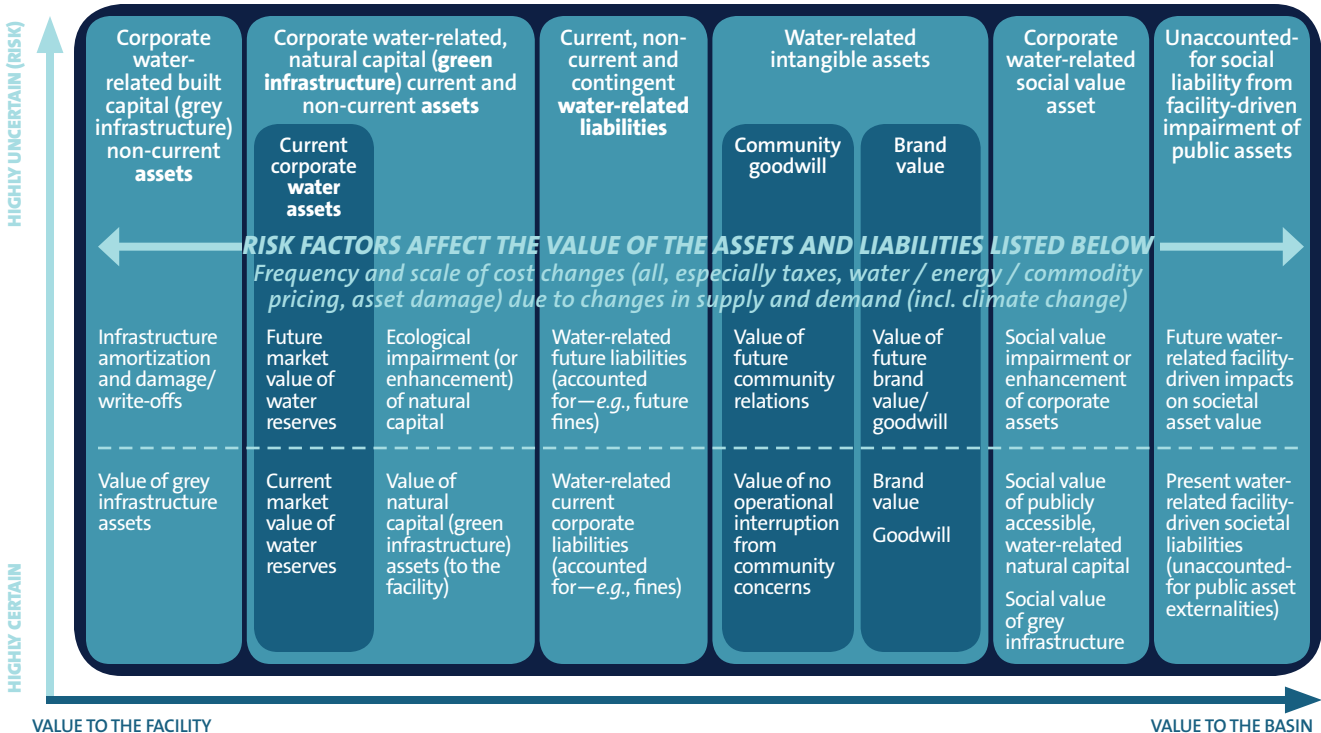 HIGHLY UNCERTAIN (RISK)
HIGHLY CERTAIN
Corporate
water-
related built
capital (grey
infrastructure)
non-current
assets
Corporate water-related,
natural capital (green
infrastructure) current and
non-current assets
Current
corporate
water
assets
Current, non-
current and
contingent
water-related
liabilities
Water-related
intangible assets
Community
goodwill
Brand
value
Corporate
water-related
social value
asset
Unaccounted-
for social
liability from
facility-driven
impairment of
public assets
RISK FACTORS AFFECT THE VALUE OF THE ASSETS AND LIABILITIES LISTED BELOW
Frequency and scale of cost changes (all, especially taxes, water / energy / commodity
pricing, asset damage) due to changes in supply and demand (incl. climate change)
Infrastructure
amortization
and damage/
write-offs
Future
market
value of
water
reserves
Ecological
impairment (or
enhancement)
of natural
capital
Water-related
future liabilities
(accounted
for—e.g., future
fines)
Value of
future
community
relations
Value of
future
brand
value/
goodwill
Social value
impairment or
enhancement
of corporate
assets
Future water-
related facility-
driven impacts
on societal
asset value
Value of grey
infrastructure
assets
Current
market
value of
water
reserves
Value of
natural
capital (green
infrastructure)
assets (to the
facility)
Water-related
current
corporate
liabilities
(accounted
for—e.g., fines)
Value of no
operational
interruption
from
community
concerns
Brand
value
Goodwill
Social value
of publicly
accessible,
water-related
natural capital
Social value
of grey
infrastructure
Present water-
related facility-
driven societal
liabilities
(unaccounted-
for public asset
externalities)
VALUE TO THE FACILITY
VALUE TO THE BASIN